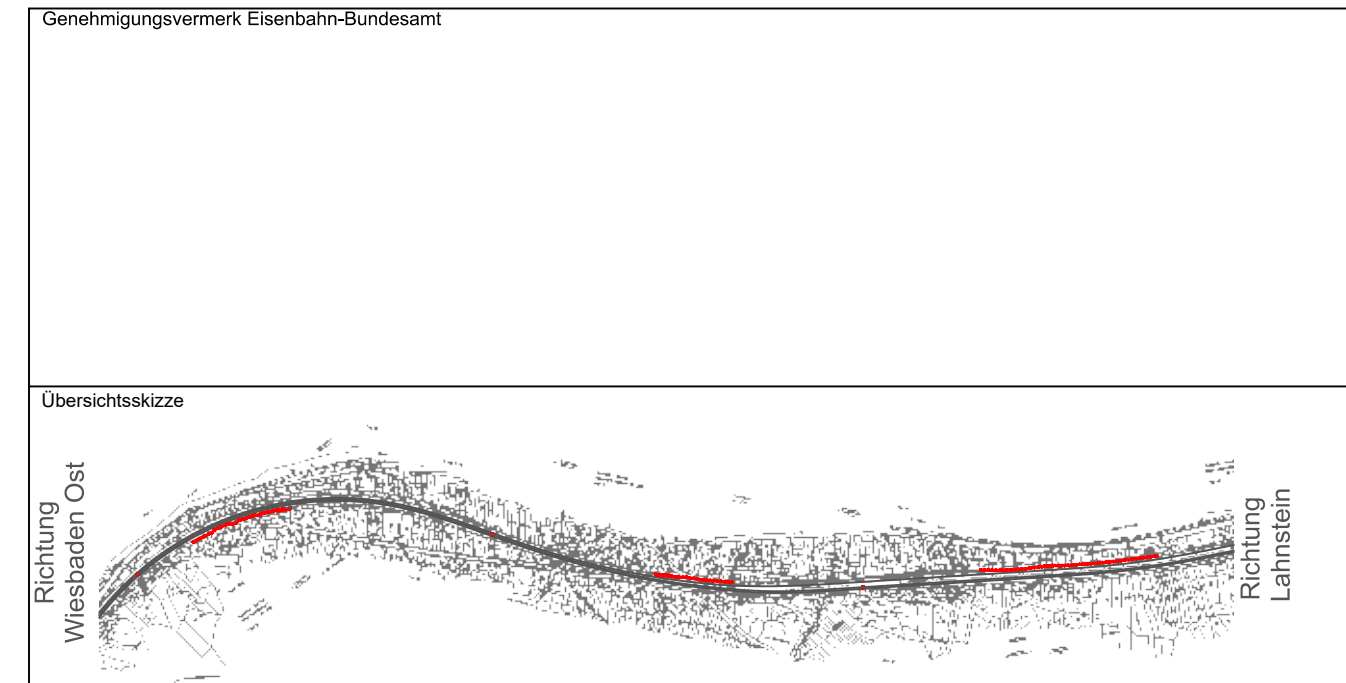 Genehmigungsvermerk Eisenbahn-Bundesamt
Übersichtsskizze
Richtung
Wiesbaden Ost
Richtung
Lahnstein